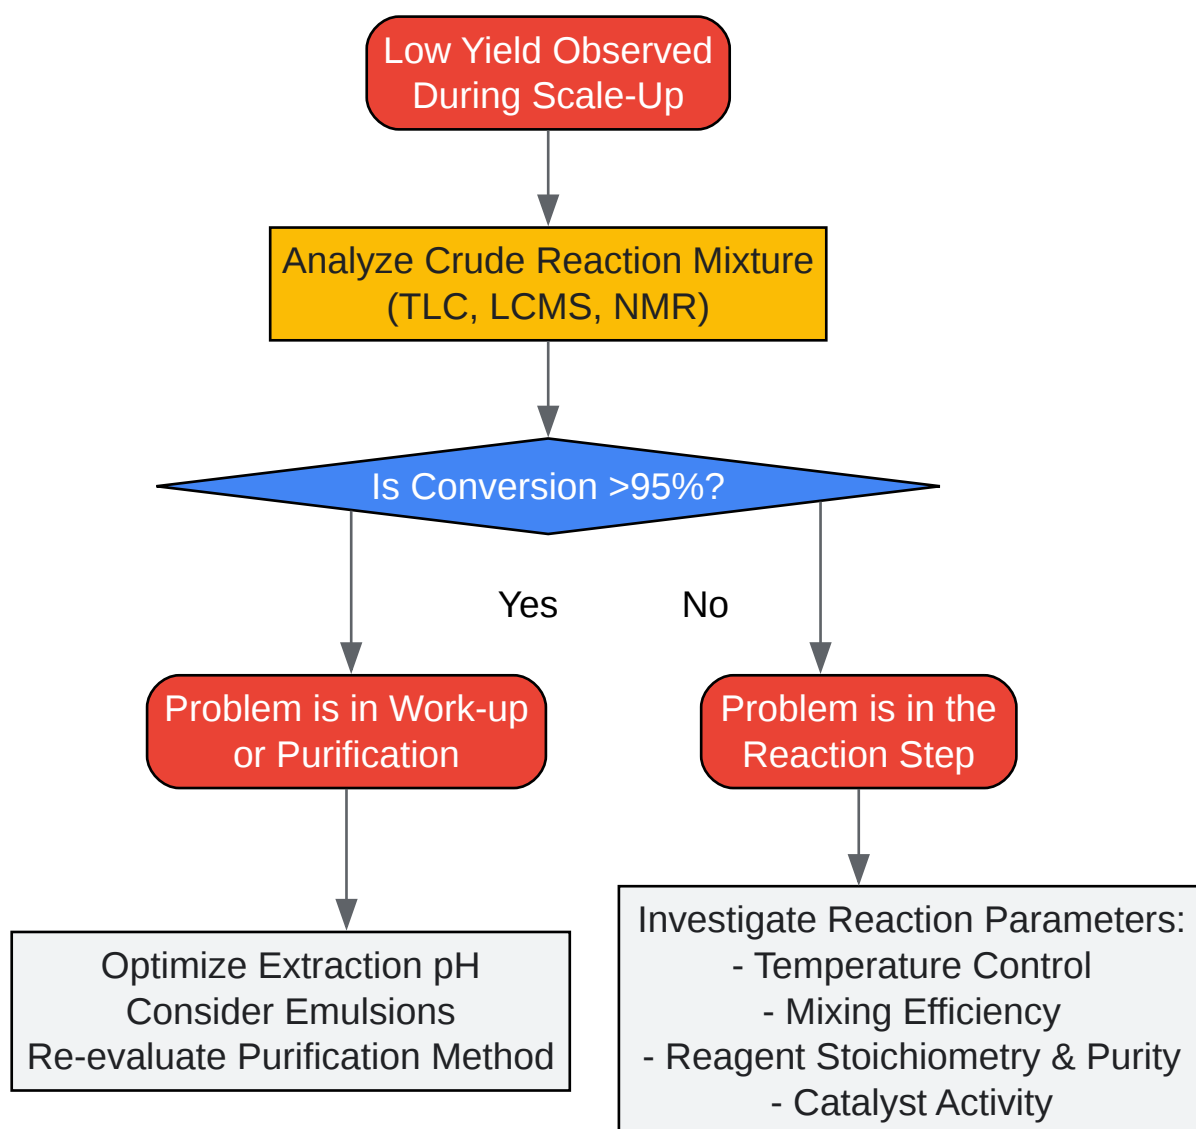 Low Yield Observed
During Scale-Up
Analyze Crude Reaction Mixture
(TLC, LCMS, NMR)
Is Conversion >95%?
Yes
No
Problem is in Work-up
or Purification
Problem is in the
Reaction Step
Optimize Extraction pH
Consider Emulsions
Re-evaluate Purification Method
Investigate Reaction Parameters:
- Temperature Control
- Mixing Efficiency
- Reagent Stoichiometry & Purity
- Catalyst Activity